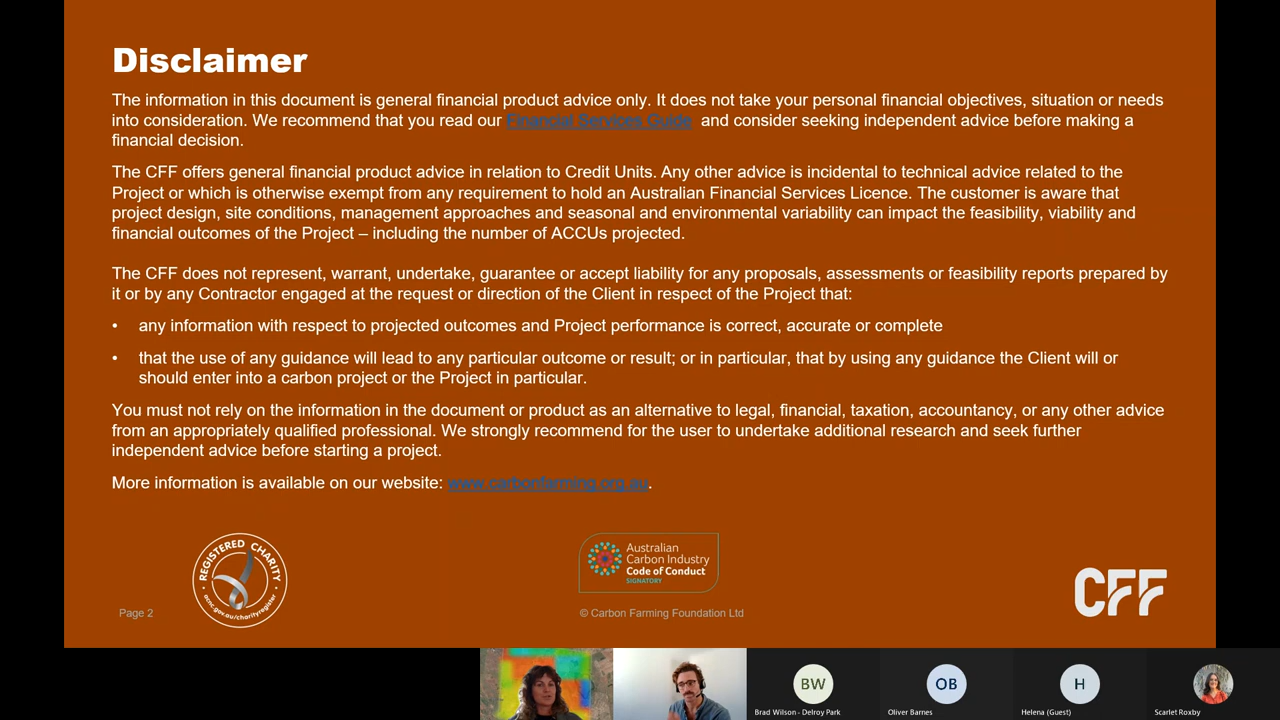 Disclaimer
The information in this document is general financial product advice only. It does not take your personal financial objectives, situation or needs
into consideration. We recommend that you read our Financial Services Guide and consider seeking independent advice before making a
financial decision.
The CFF offers general financial product advice in relation to Credit Units. Any other advice is incidental to technical advice related to the
Project or which is otherwise exempt from any requirement to hold an Australian Financial Services Licence. The customer is aware that
project design, site conditions, management approaches and seasonal and environmental variability can impact the feasibility, viability and
financial outcomes of the Project – including the number of ACCUs projected.
The CFF does not represent, warrant, undertake, guarantee or accept liability for any proposals, assessments or feasibility reports prepared by
it or by any Contractor engaged at the request or direction of the Client in respect of the Project that:
• any information with respect to projected outcomes and Project performance is correct, accurate or complete
• that the use of any guidance will lead to any particular outcome or result; or in particular, that by using any guidance the Client will or
should enter into a carbon project or the Project in particular.
You must not rely on the information in the document or product as an alternative to legal, financial, taxation, accountancy, or any other advice
from an appropriately qualified professional. We strongly recommend for the user to undertake additional research and seek further
independent advice before starting a project.
More information is available on our website: www.carbonfarming.org.au.
REGISTERED CHARITY
acnc.gov.au/charityregister
Australian
Carbon Industry
Code of Conduct
SIGNATORY
CFF
Page 2
© Carbon Farming Foundation Ltd
BW
OB
H
Brad Wilson - Delroy Park
Oliver Barnes
Helena (Guest)
Scarlet Roxby